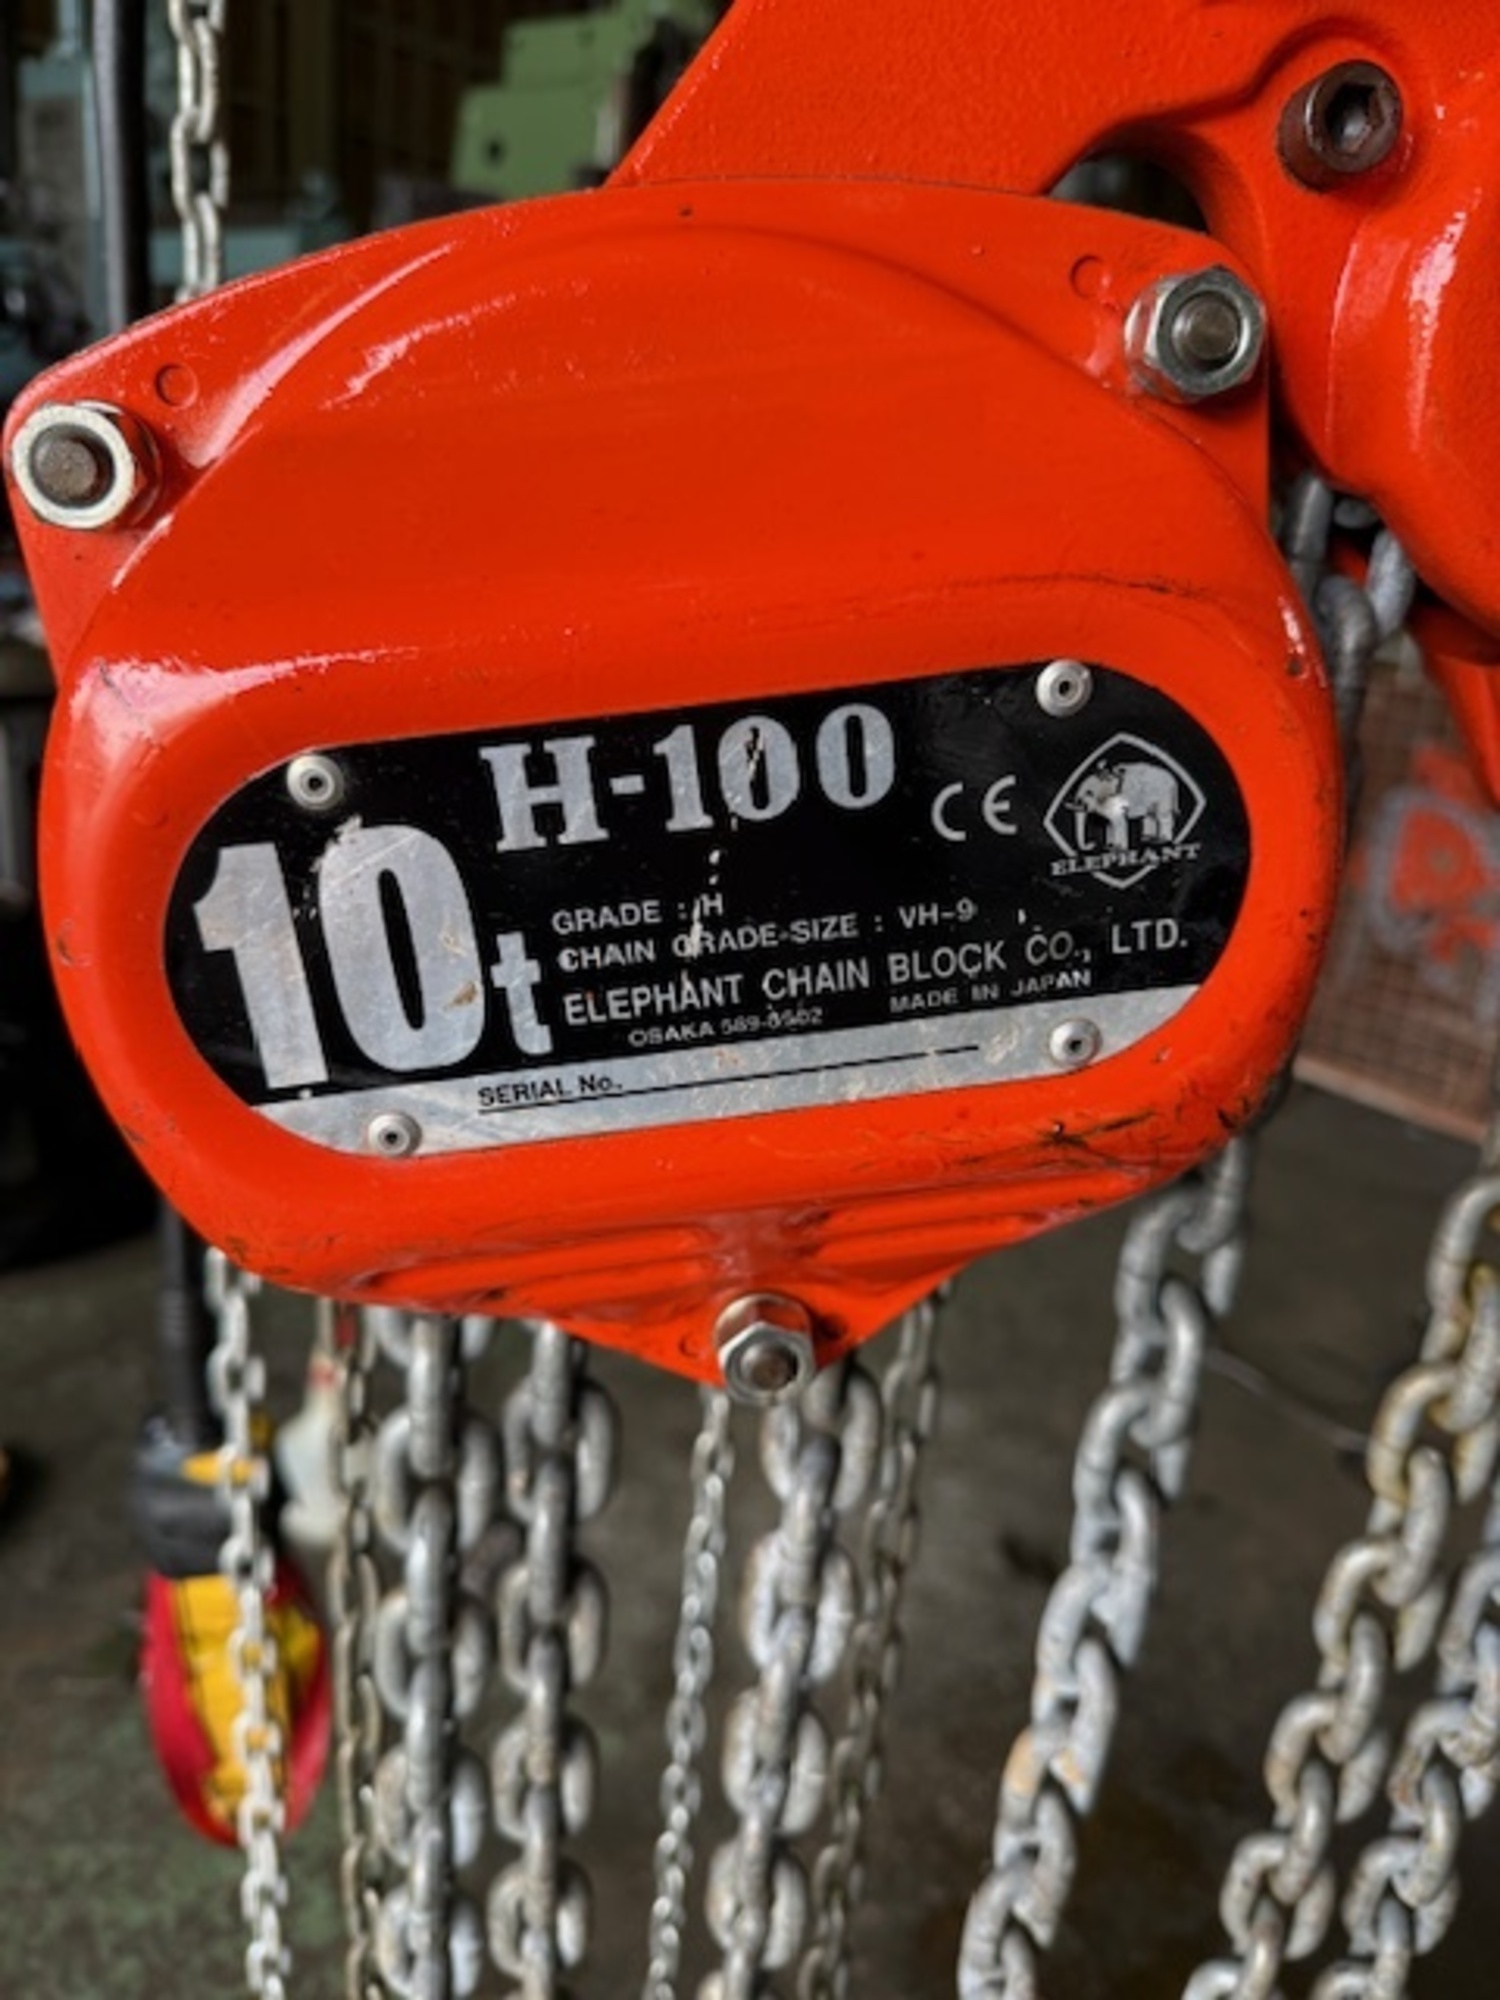 H-100
10t
CE
ELEPHANT
GRADE : H
CHAIN GRADE-SIZE : VH-9
ELEPHANT CHAIN BLOCK CO., LTD.
OSAKA MADE IN JAPAN
SERIAL No.